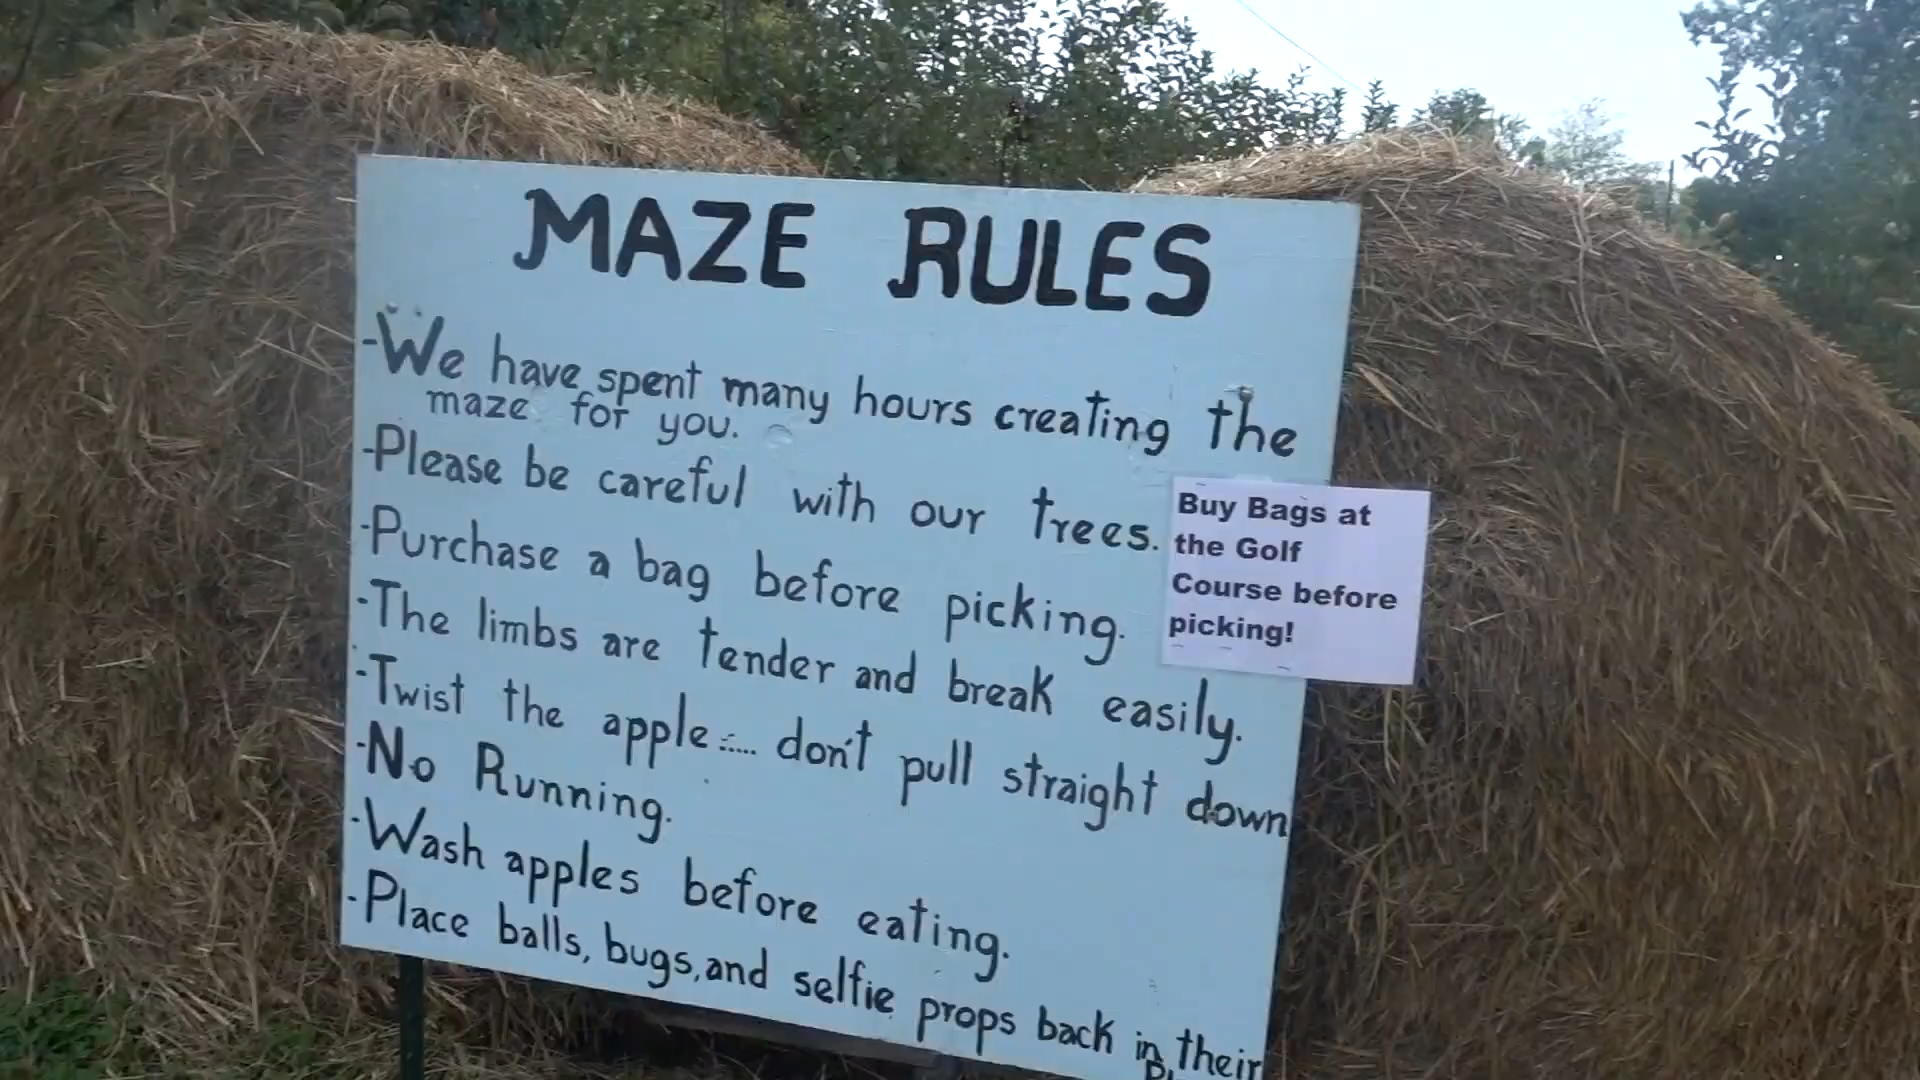 MAZE RULES
-We have spent many hours creating the
maze for you.
-Please be careful with our trees.
-Purchase a bag before picking.
-The limbs are tender and break easily.
-Twist the apple..... don't pull straight down
-No Running.
-Wash apples before eating.
-Place balls, bugs, and selfie props back in their
Buy Bags at
the Golf
Course before
picking!